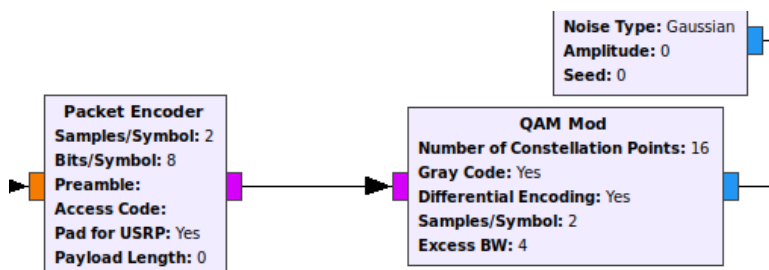 Noise Type: Gaussian
Amplitude: 0
Seed: 0
Packet Encoder
Samples/Symbol: 2
Bits/Symbol: 8
Preamble:
Access Code:
Pad for USRP: Yes
Payload Length: 0
QAM Mod
Number of Constellation Points: 16
Gray Code: Yes
Differential Encoding: Yes
Samples/Symbol: 2
Excess BW: 4